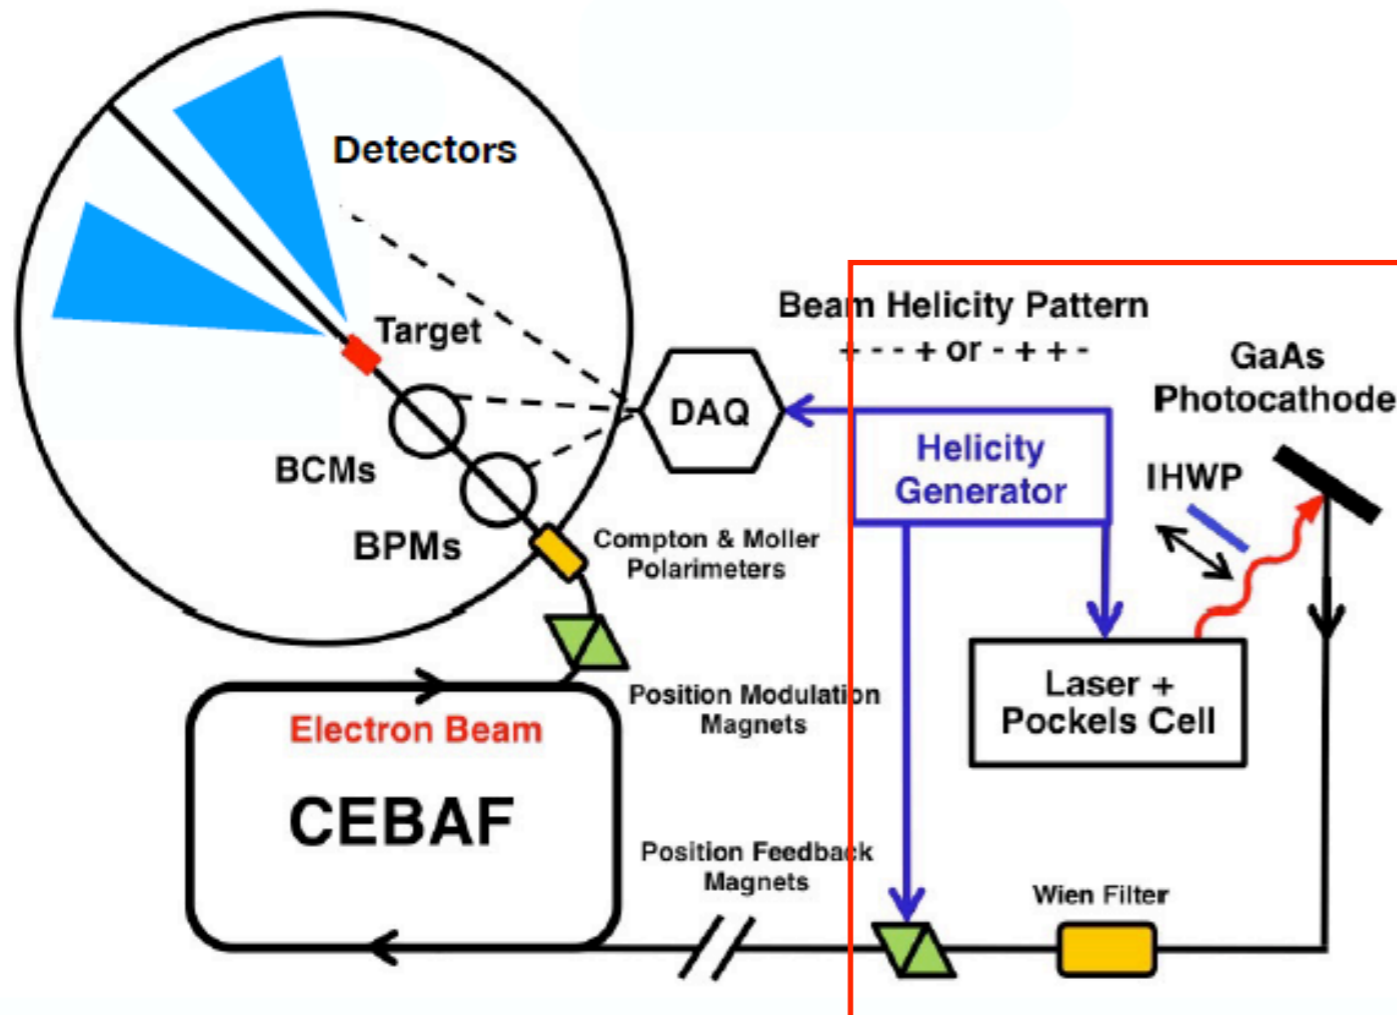 Detectors
Target
BCMs
BPMs
DAQ
Beam Helicity Pattern
+ - - + or - + + -
Helicity
Generator
GaAs
Photocathode
IHWP
Compton & Moller
Polarimeters
Laser +
Pockels Cell
Position Modulation
Magnets
Electron Beam
CEBAF
Position Feedback
Magnets
Wien Filter